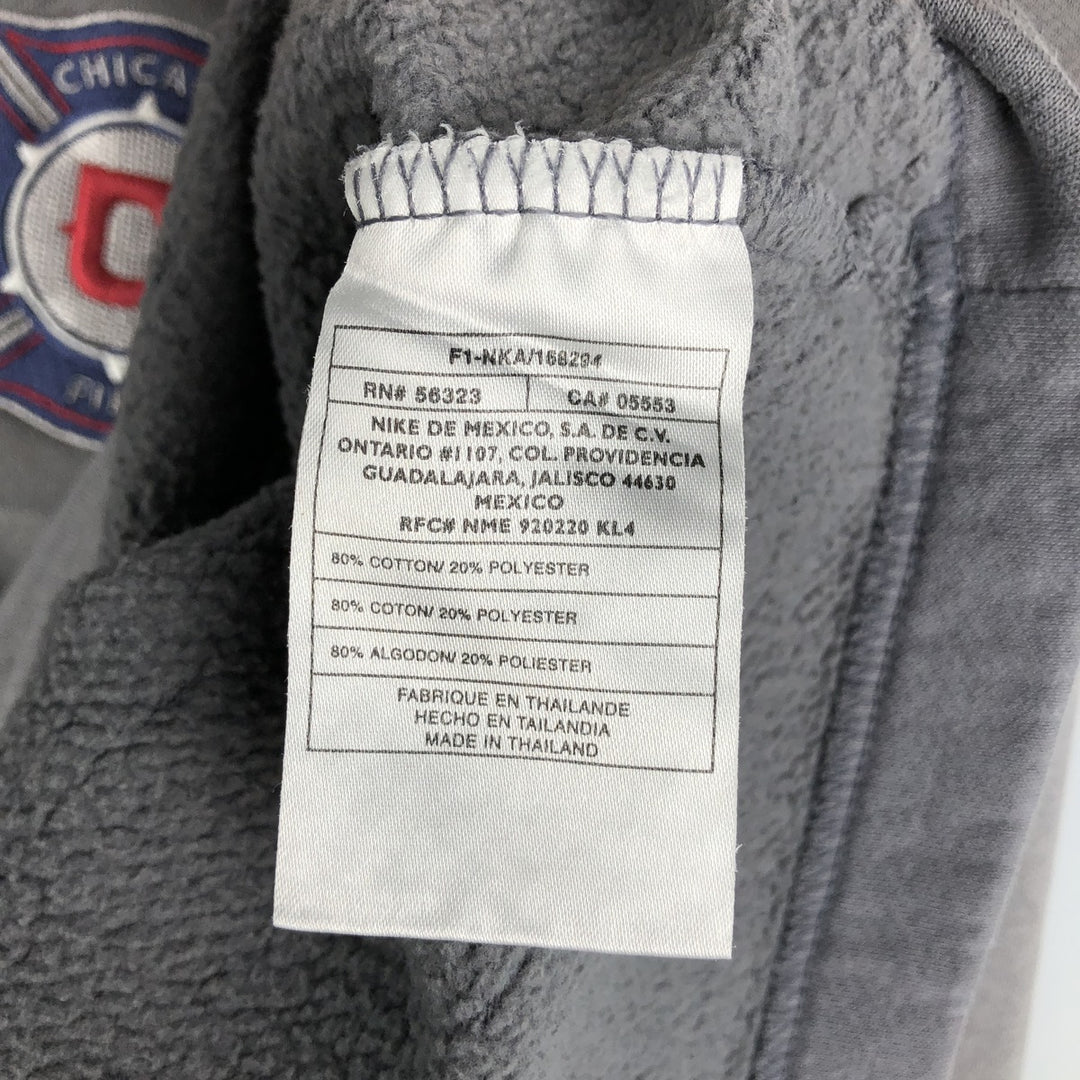 CHICA
C
FI
F1-NKA/168294
RN# 56323 CA# 05553
NIKE DE MEXICO, S.A. DE C.V.
ONTARIO #1107, COL. PROVIDENCIA
GUADALAJARA, JALISCO 44630
MEXICO
RFC# NME 920220 KL4
80% COTTON/ 20% POLYESTER
80% COTON/ 20% POLYESTER
80% ALGODON/ 20% POLIESTER
FABRIQUE EN THAILANDE
HECHO EN TAILANDIA
MADE IN THAILAND